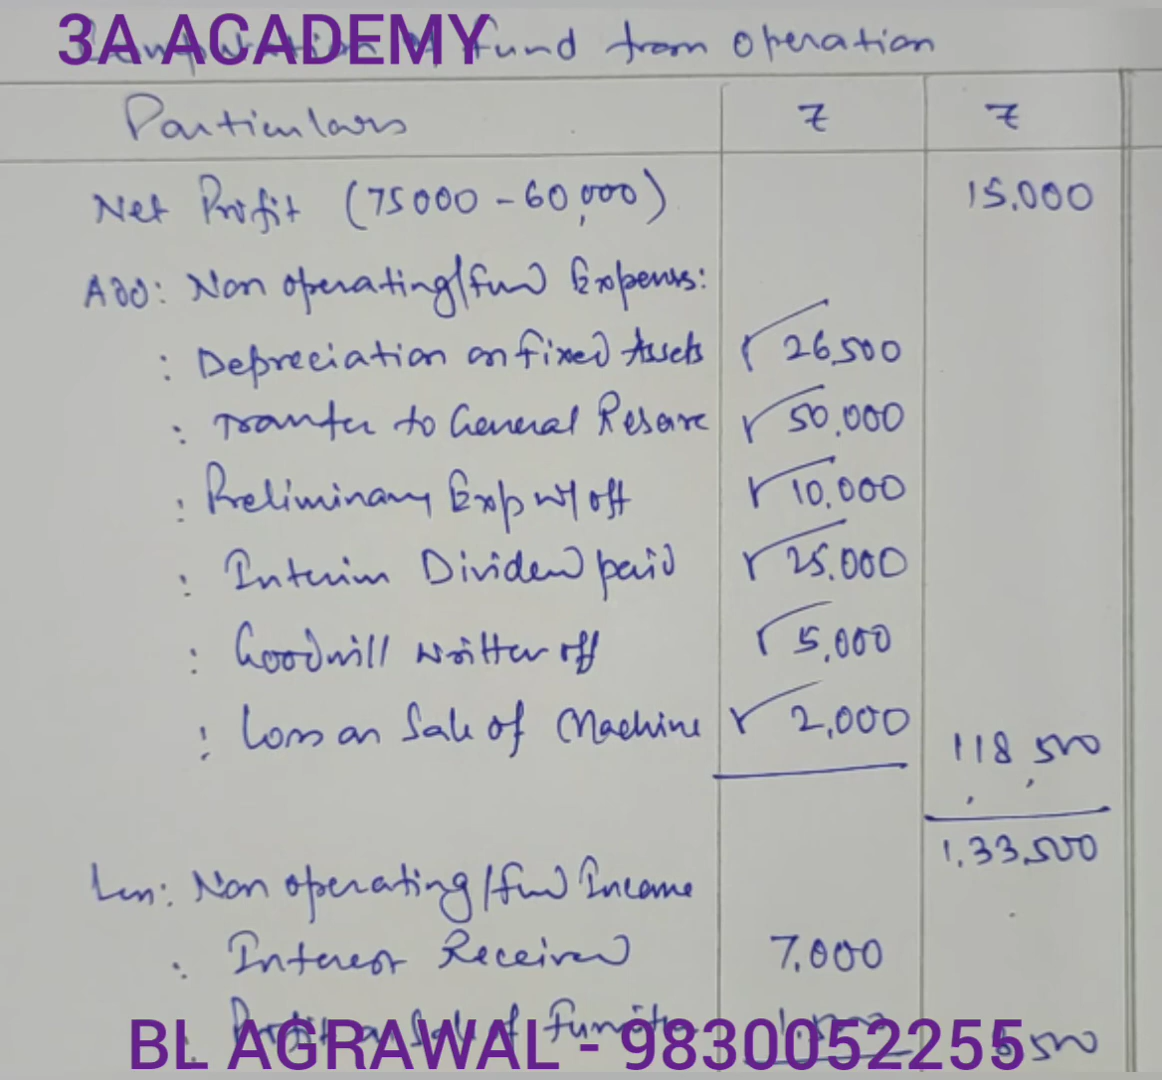 3A ACADEMY
Fund from operation
Particulars ₹ ₹
Net Profit (75000 - 60,000) 15,000
Add: Non operating/fund Expenses:
: Depreciation on fixed Assets 26,500
: Transfer to General Reserve 50,000
: Preliminary Exp w/off 10,000
: Interim Dividend paid 25,000
: Goodwill written off 5,000
: Loss on Sale of Machine 2,000 118,500
1,33,500
Less: Non operating/fund Income
: Interest Received 7,000
Sale of
BL AGRAWAL - 9830052255